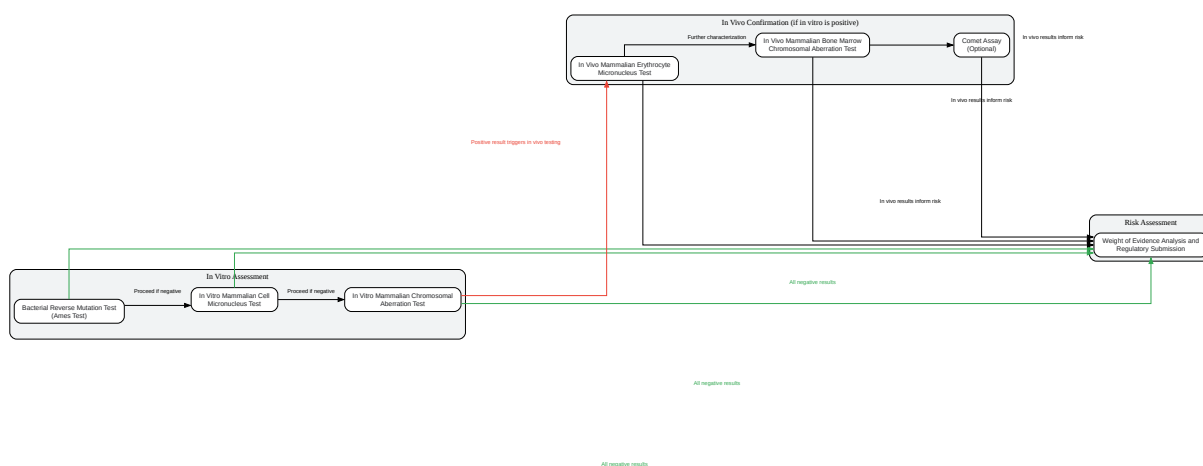 In Vivo Confirmation (if in vitro is positive)
Further characterization
In Vivo Mammalian Bone Marrow
Chromosomal Aberration Test
Comet Assay
(Optional)
In vivo results inform risk
In Vivo Mammalian Erythrocyte
Micronucleus Test
In vivo results inform risk
Positive result triggers in vivo testing
In vivo results inform risk
Risk Assessment
Weight of Evidence Analysis and
Regulatory Submission
In Vitro Assessment
Proceed if negative
Proceed if negative
In Vitro Mammalian Cell
Micronucleus Test
In Vitro Mammalian Chromosomal
Aberration Test
Bacterial Reverse Mutation Test
(Ames Test)
All negative results
All negative results
All negative results